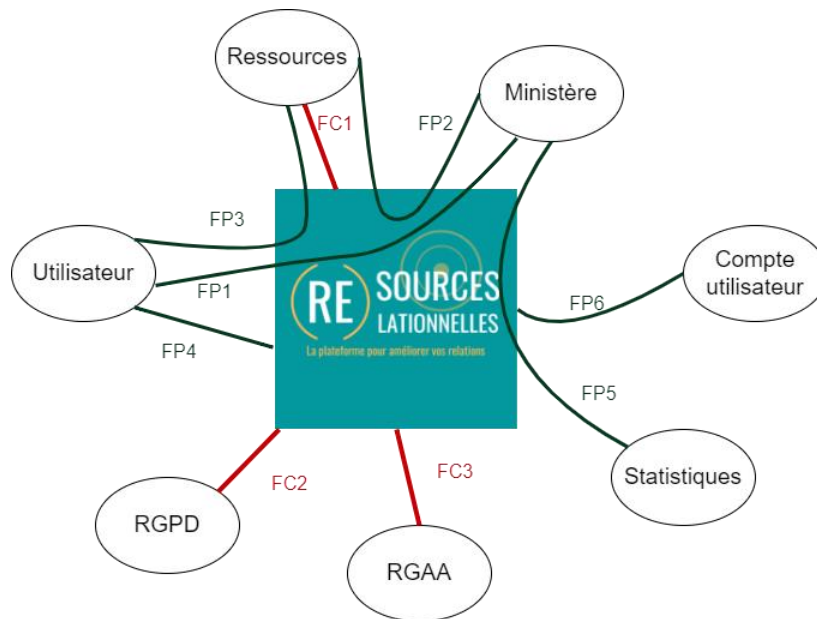 Ressources
Ministère
FC1
FP2
FP3
Utilisateur
FP1
Compte
utilisateur
(RE)
SOURCES
LATIONNELLES
La plateforme pour améliorer vos relations
FP6
FP4
FP5
FC2
FC3
Statistiques
RGPD
RGAA